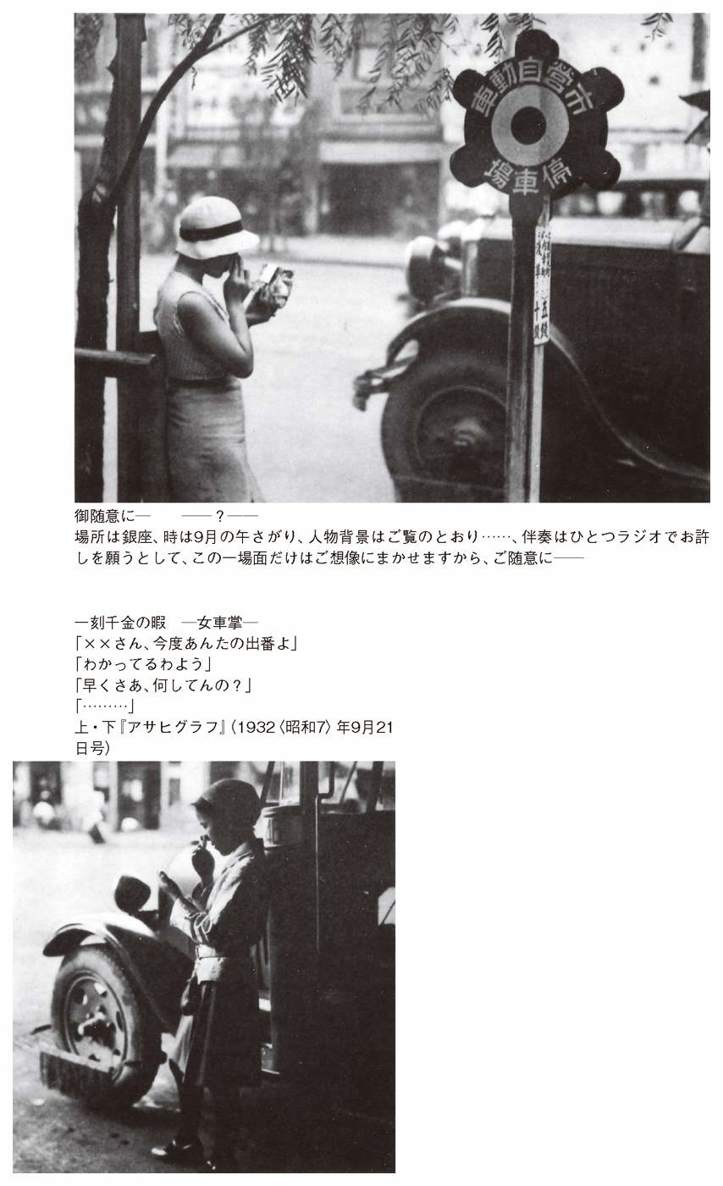 市営自動車
停車場
五銭
十銭
御随意に─　──？──
場所は銀座、時は9月の午さがり、人物背景はご覧のとおり……、伴奏はひとつラジオでお許
しを願うとして、この一場面だけはご想像にまかせますから、ご随意に──
一刻千金の暇　─女車掌─
「××さん、今度あんたの出番よ」
「わかってるわよう」
「早くさあ、何してんの？」
「………」
上・下『アサヒグラフ』（1932〈昭和7〉年9月21
日号）